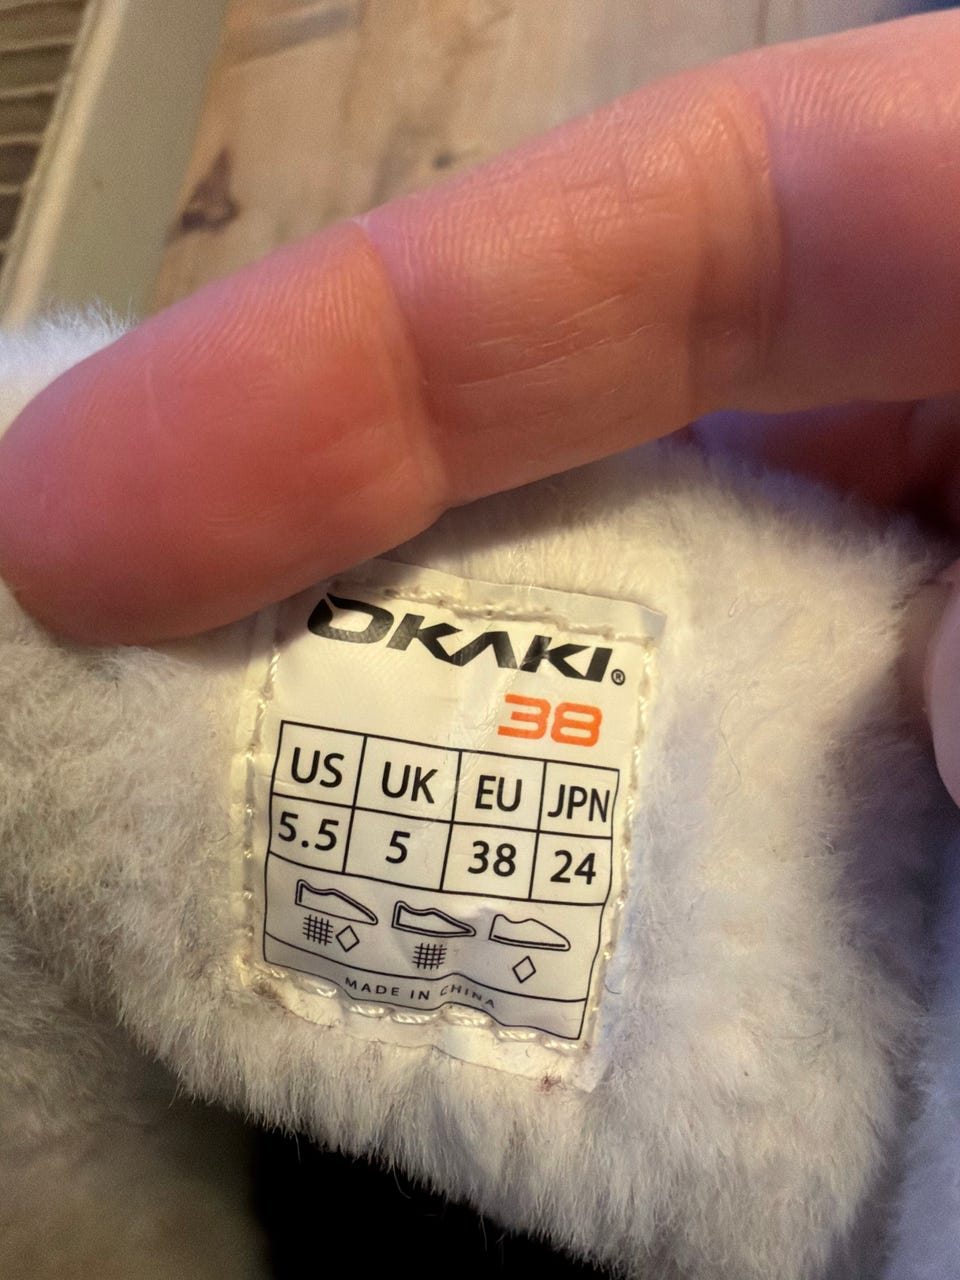 OKAKI®
38
US UK EU JPN
5.5 5 38 24
MADE IN CHINA